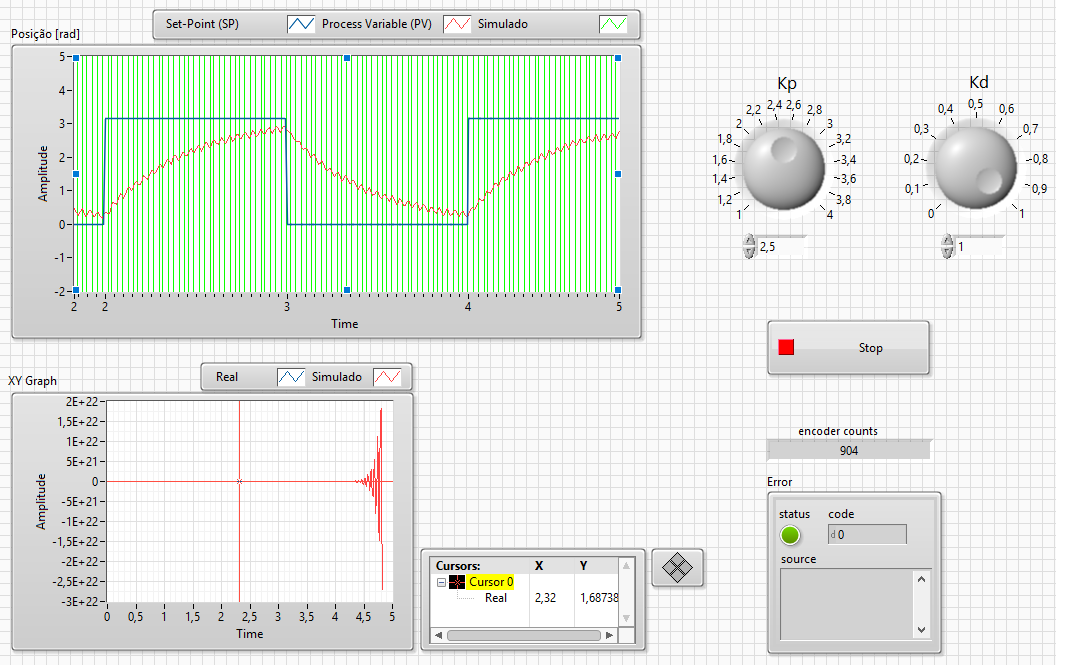 Set-Point (SP) Process Variable (PV) Simulado
Posição [rad]
5
4
3
2
1
0
-1
-2
Amplitude
2 2 3 4 5
Time
Kp
1 1,2 1,4 1,6 1,8 2 2,2 2,4 2,6 2,8 3 3,2 3,4 3,6 3,8 4
2,5
Kd
0 0,1 0,2 0,3 0,4 0,5 0,6 0,7 0,8 0,9 1
1
Stop
Real Simulado
XY Graph
2E+22
1,5E+22
1E+22
5E+21
0
-5E+21
-1E+22
-1,5E+22
-2E+22
-2,5E+22
-3E+22
Amplitude
0 0,5 1 1,5 2 2,5 3 3,5 4 4,5 5
Time
Cursors: X Y
Cursor 0
Real 2,32 1,68738
encoder counts
904
Error
status code
d 0
source